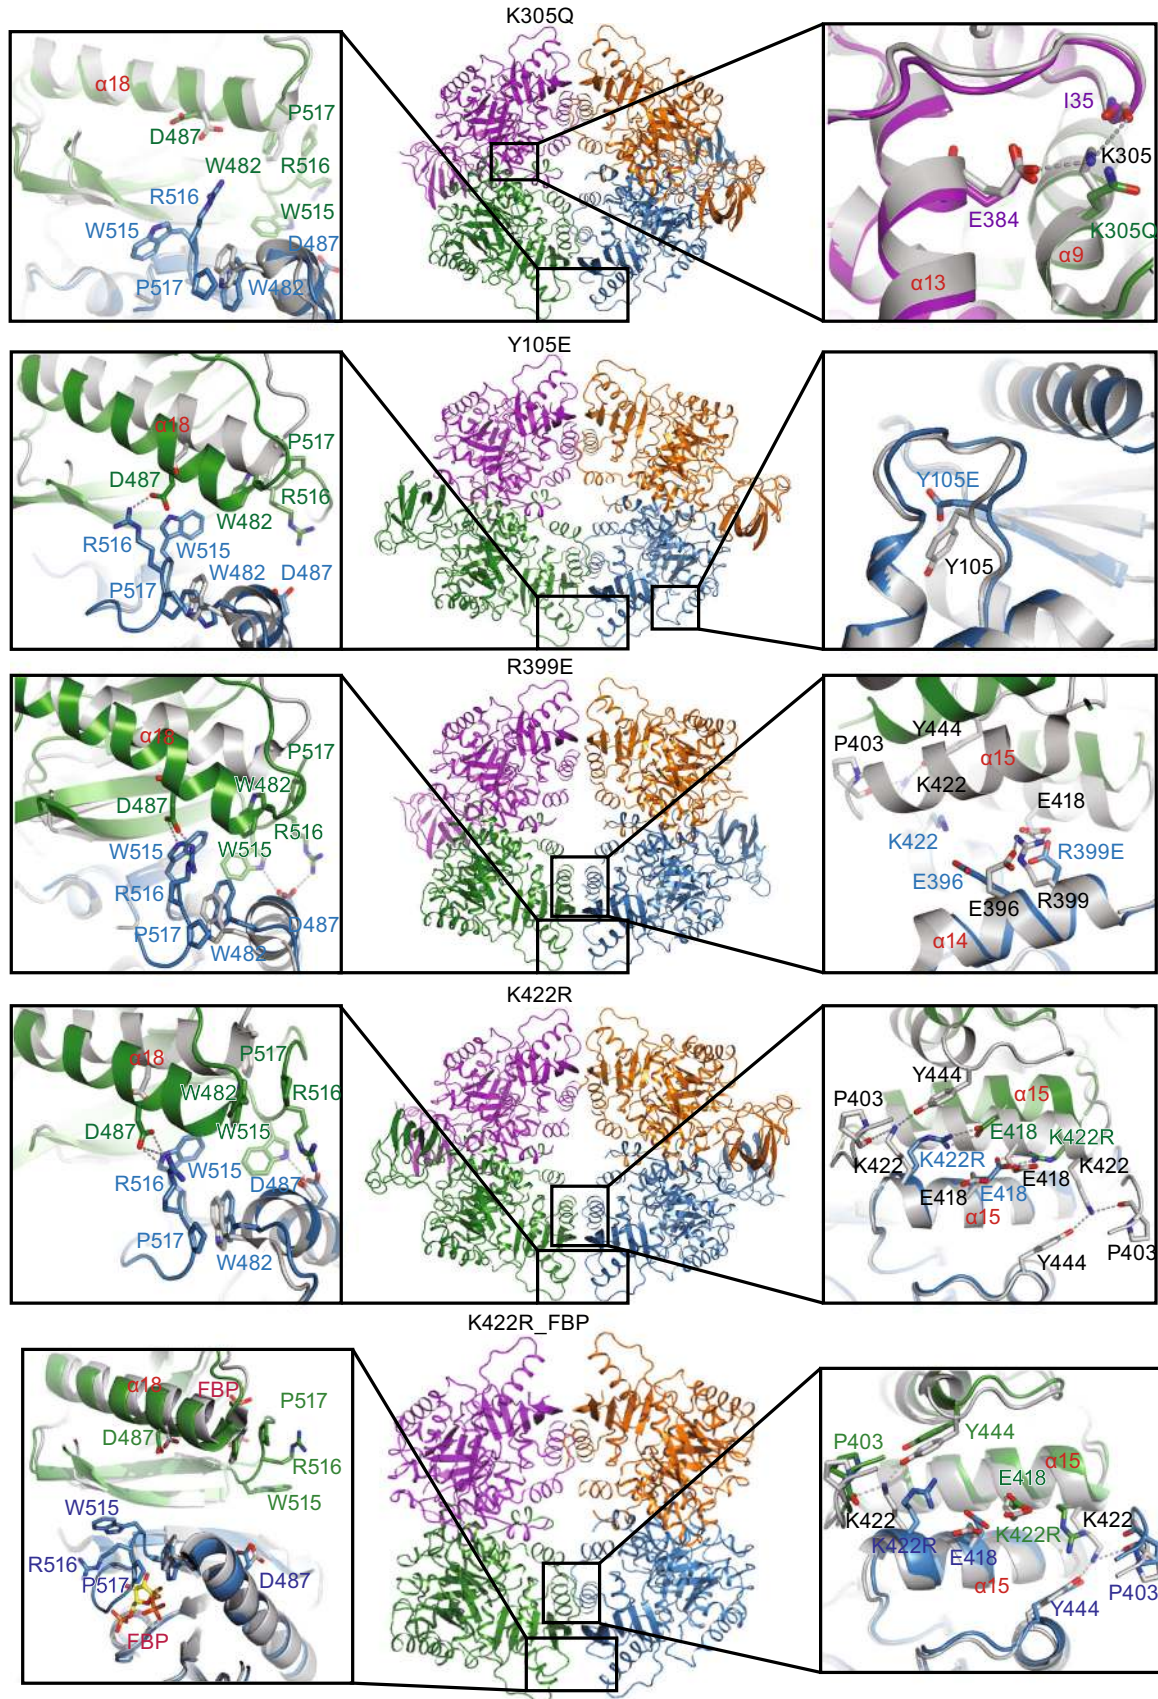 K305Q
α18
P517
D487
W482
R516
R516
W515
W515
D487
P517
W482
I35
K305
E384
K305Q
α9
α13
Y105E
α18
P517
D487
R516
W482
R516
W515
W482
D487
P517
Y105E
Y105
R399E
α18
P517
W482
D487
R516
W515
W515
R516
P517
D487
W482
Y444
P403
α15
K422
E418
K422
R399E
E396
E396
R399
α14
K422R
α18
P517
W482
R516
D487
W515
W515
R516
D487
P517
W482
Y444
P403
α15
E418
K422R
K422R
K422
K422
E418
E418
E418
α15
Y444
P403
K422R_FBP
α18
FBP
P517
D487
R516
W515
W515
R516
P517
D487
FBP
Y444
P403
α15
E418
K422
K422
K422R
K422R
E418
α15
P403
Y444